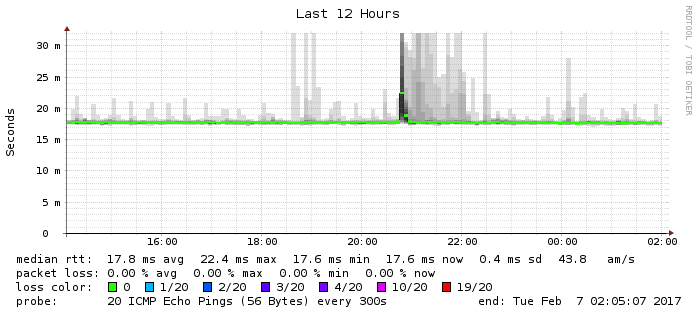 Last 12 Hours
RRDTOOL / TOBI OETIKER
Seconds
30 m
25 m
20 m
15 m
10 m
5 m
0
16:00 18:00 20:00 22:00 00:00 02:00
median rtt: 17.8 ms avg 22.4 ms max 17.6 ms min 17.6 ms now 0.4 ms sd 43.8 am/s
packet loss: 0.00 % avg 0.00 % max 0.00 % min 0.00 % now
loss color: 0 1/20 2/20 3/20 4/20 10/20 19/20
probe: 20 ICMP Echo Pings (56 Bytes) every 300s end: Tue Feb 7 02:05:07 2017